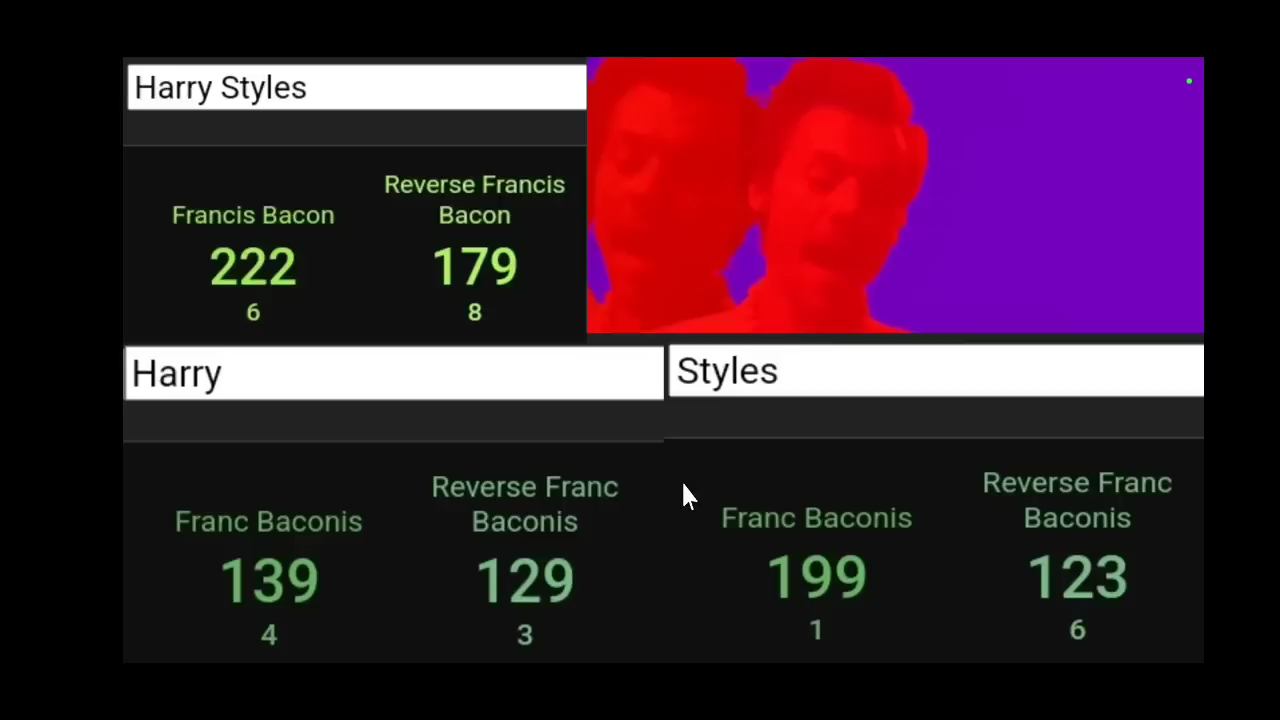 Harry Styles
Francis Bacon
222
6
Reverse Francis
Bacon
179
8
Harry
Franc Baconis
139
4
Reverse Franc
Baconis
129
3
Styles
Franc Baconis
199
1
Reverse Franc
Baconis
123
6